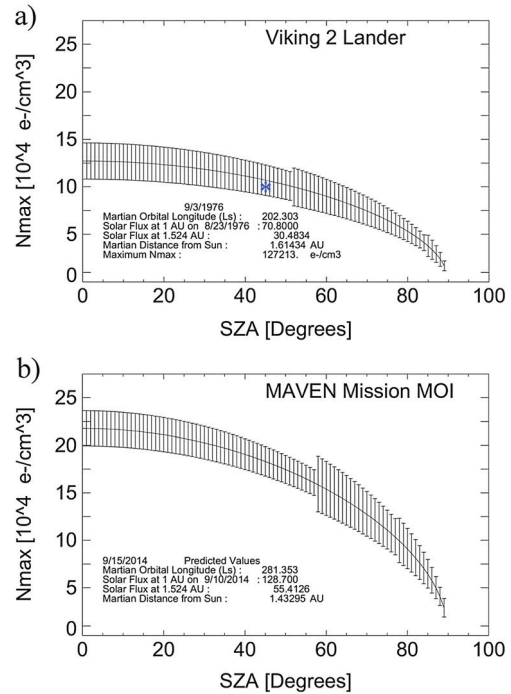 a)
Viking 2 Lander
Nmax [10^4 e-/cm^3]
25
20
15
10
5
0
9/3/1976
Martian Orbital Longitude (Ls) : 202.303
Solar Flux at 1 AU on 8/23/1976 : 70.8000
Solar Flux at 1.524 AU : 30.4834
Martian Distance from Sun : 1.61434 AU
Maximum Nmax : 127213. e-/cm3
0 20 40 60 80 100
SZA [Degrees]
b)
MAVEN Mission MOI
Nmax [10^4 e-/cm^3]
25
20
15
10
5
0
9/15/2014 Predicted Values
Martian Orbital Longitude (Ls) : 281.353
Solar Flux at 1 AU on 9/10/2014 : 128.700
Solar Flux at 1.524 AU : 55.4126
Martian Distance from Sun : 1.43295 AU
0 20 40 60 80 100
SZA [Degrees]